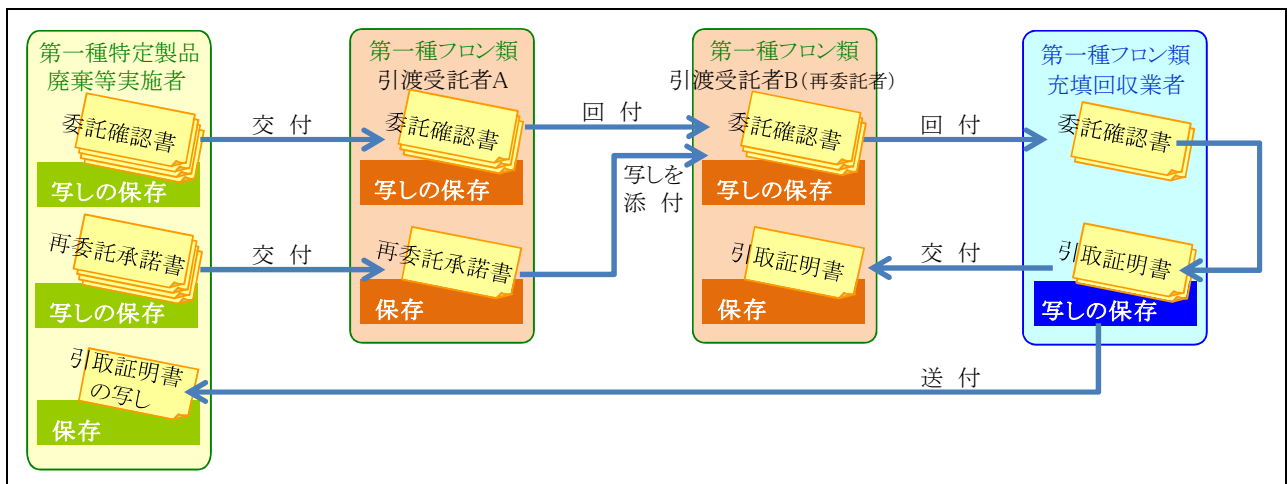 第一種特定製品
廃棄等実施者
委託確認書
写しの保存
再委託承諾書
写しの保存
引取証明書
の写し
保存
交 付
交 付
第一種フロン類
引渡受託者A
委託確認書
写しの保存
再委託承諾書
保存
回 付
写しを
添 付
第一種フロン類
引渡受託者B(再委託者)
委託確認書
写しの保存
引取証明書
保存
回 付
交 付
第一種フロン類
充填回収業者
委託確認書
引取証明書
写しの保存
送 付